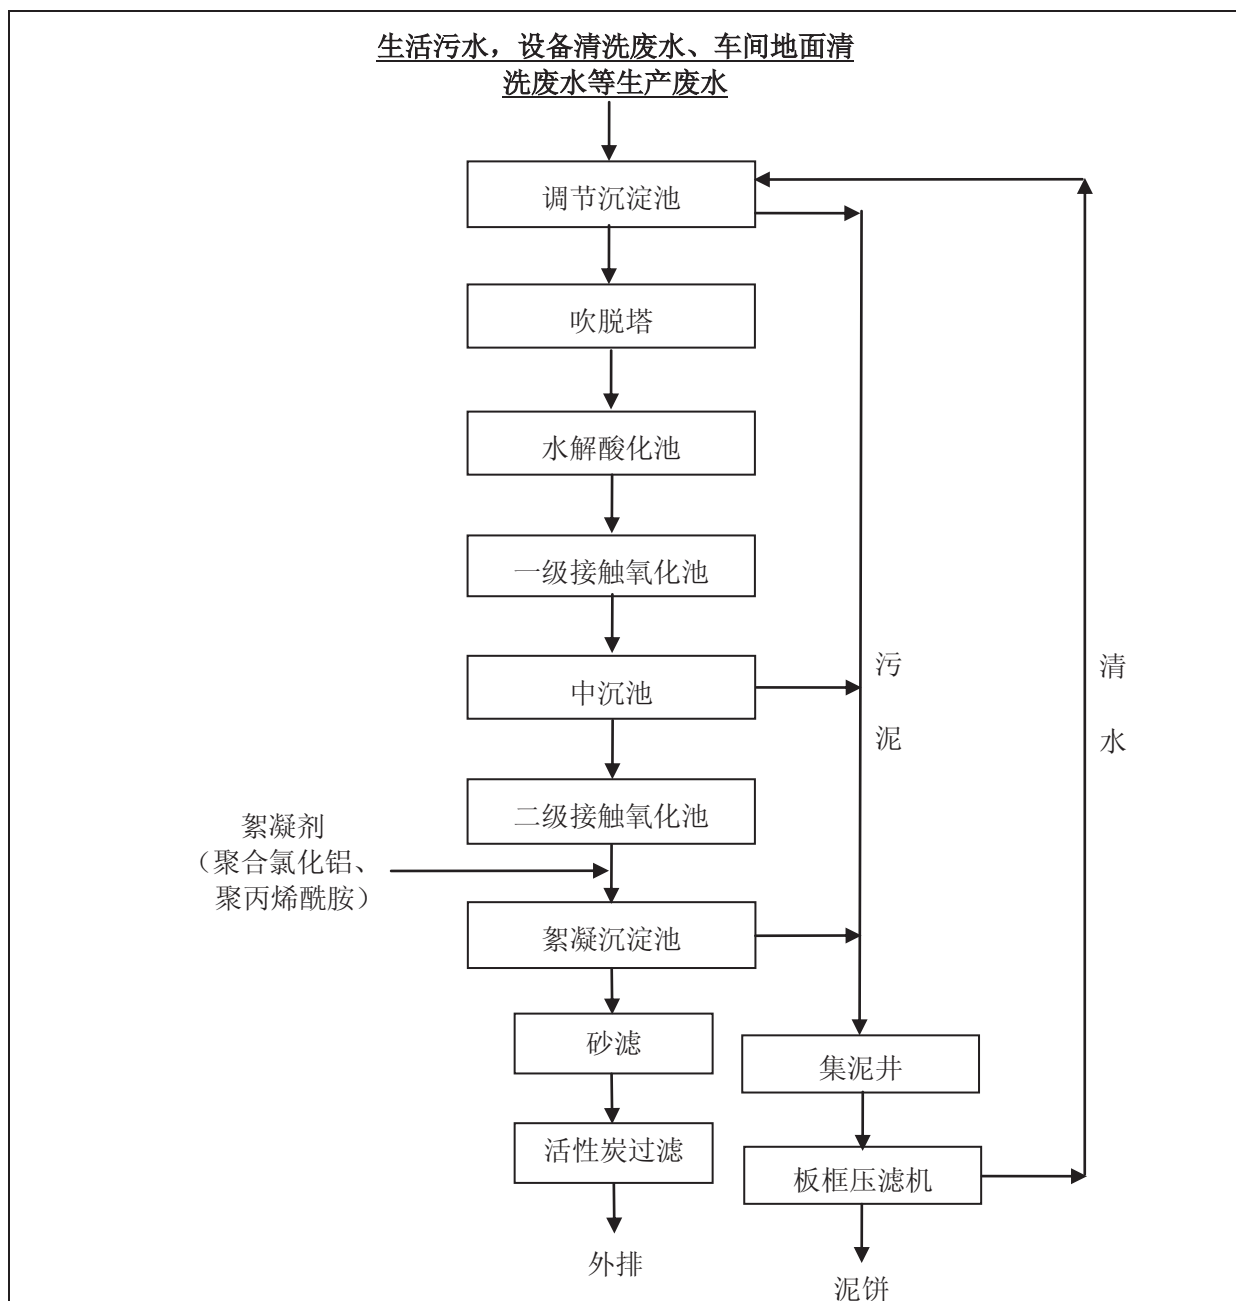 生活污水，设备清洗废水、车间地面清
洗废水等生产废水
调节沉淀池
吹脱塔
水解酸化池
一级接触氧化池
中沉池
污
泥
清
水
二级接触氧化池
絮凝剂
（聚合氯化铝、
聚丙烯酰胺）
絮凝沉淀池
砂滤
集泥井
活性炭过滤
板框压滤机
外排
泥饼